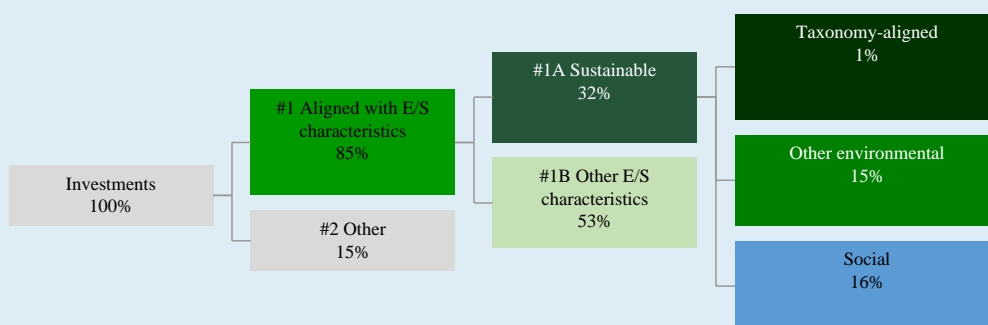 Investments
100%
#1 Aligned with E/S
characteristics
85%
#2 Other
15%
#1A Sustainable
32%
#1B Other E/S
characteristics
53%
Taxonomy-aligned
1%
Other environmental
15%
Social
16%